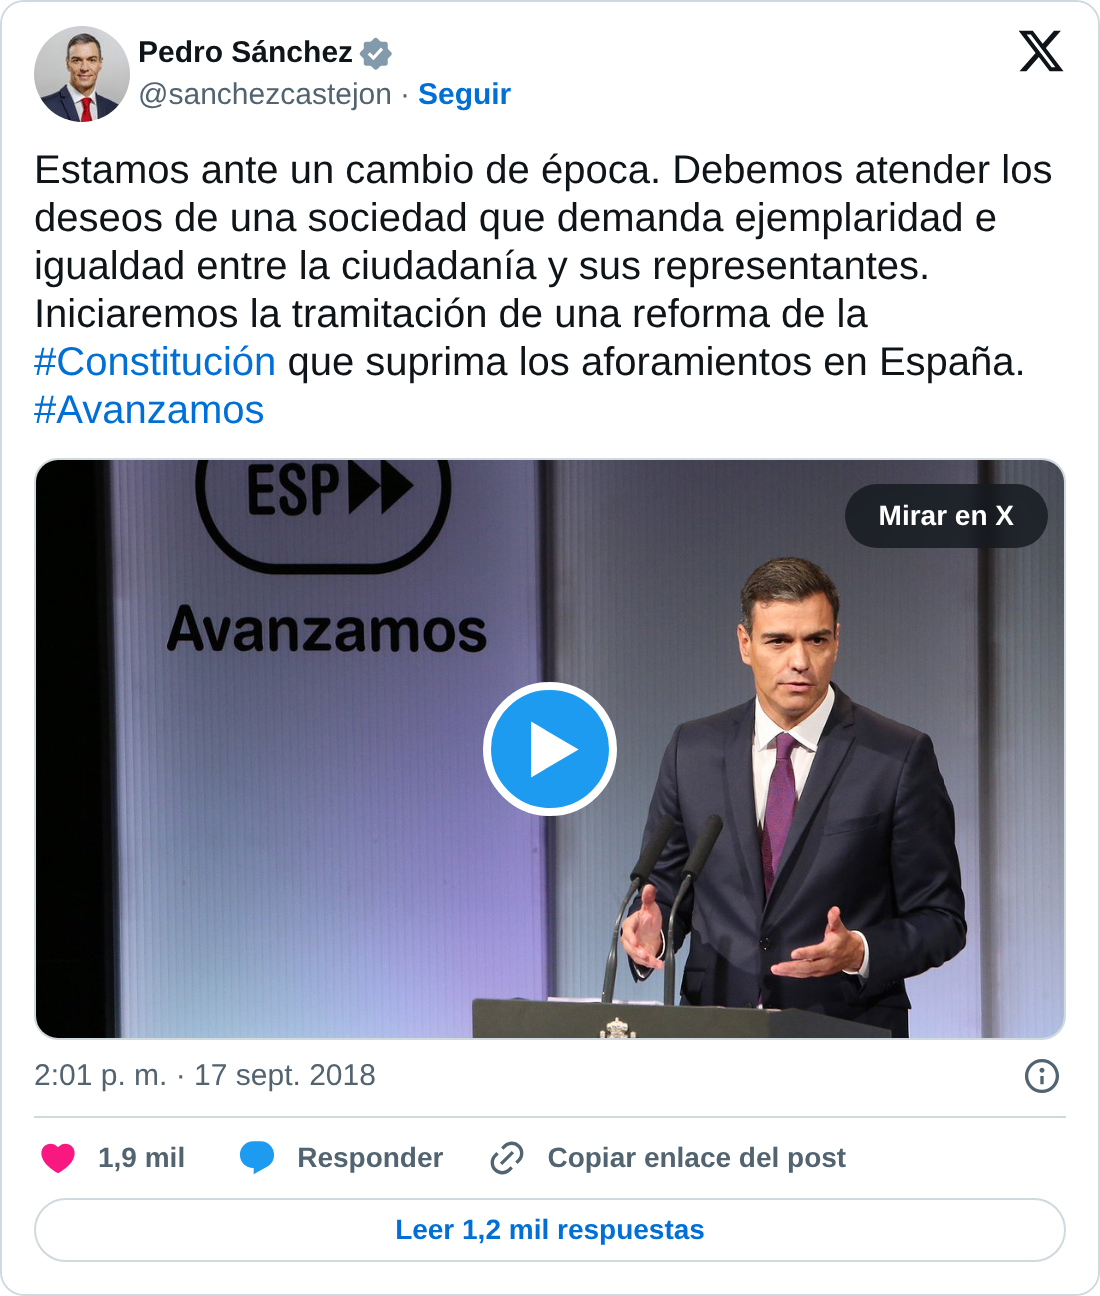 Pedro Sánchez
@sanchezcastejon · Seguir
Estamos ante un cambio de época. Debemos atender los
deseos de una sociedad que demanda ejemplaridad e
igualdad entre la ciudadanía y sus representantes.
Iniciaremos la tramitación de una reforma de la
#Constitución que suprima los aforamientos en España.
#Avanzamos
ESP
Mirar en X
Avanzamos
2:01 p. m. · 17 sept. 2018
1,9 mil
Responder
Copiar enlace del post
Leer 1,2 mil respuestas